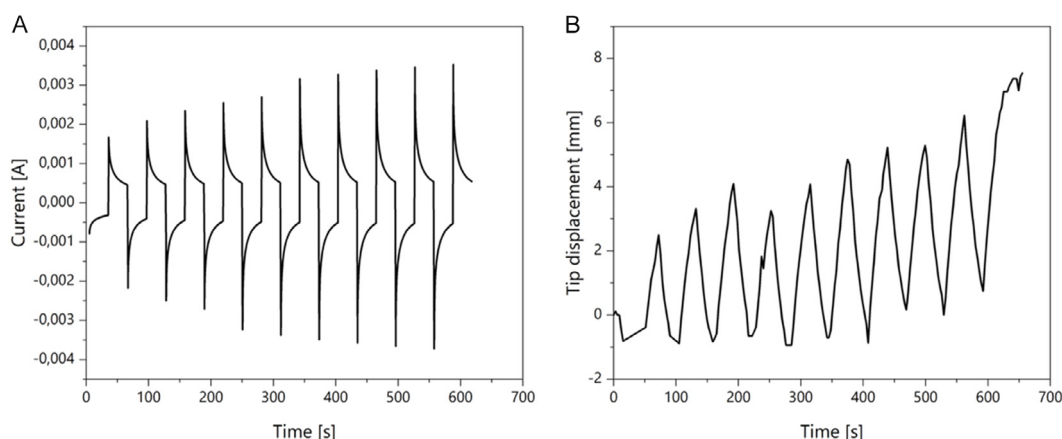 A
Current [A]
0,004
0,003
0,002
0,001
0,000
-0,001
-0,002
-0,003
-0,004
0 100 200 300 400 500 600 700
Time [s]
B
Tip displacement [mm]
8
6
4
2
0
-2
0 100 200 300 400 500 600 700
Time [s]